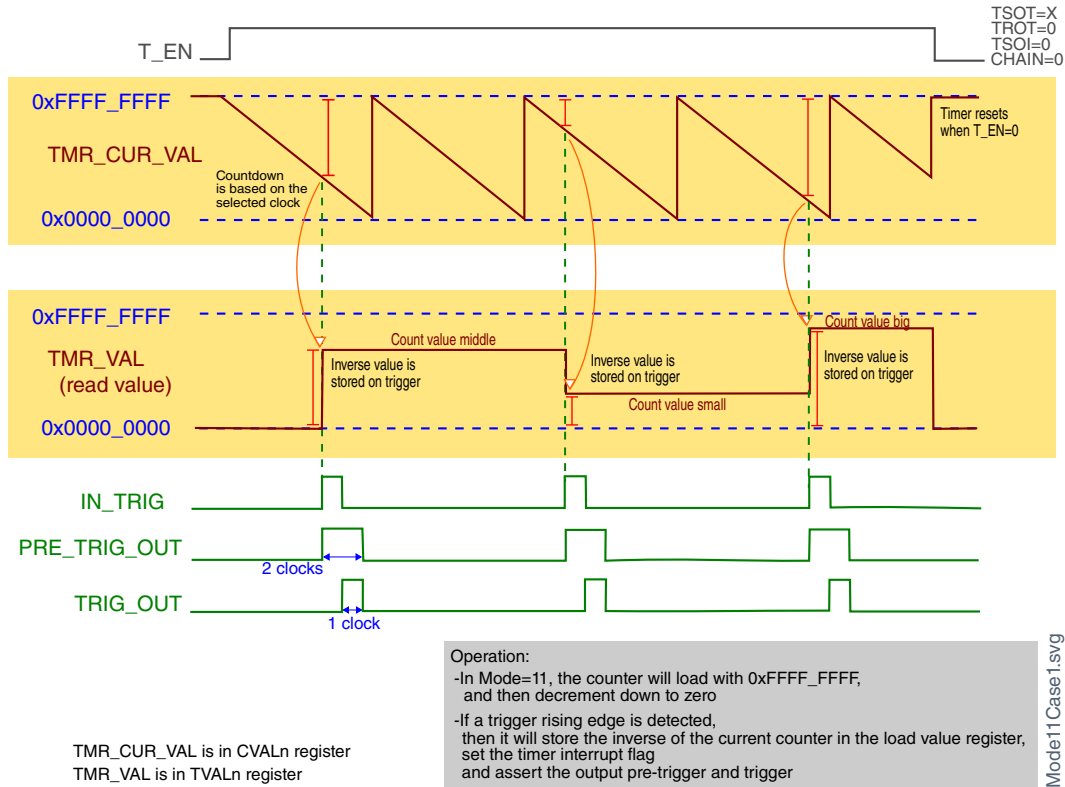 TSOT=X
TROT=0
TSOI=0
CHAIN=0
T_EN
0xFFFF_FFFF
TMR_CUR_VAL
0x0000_0000
Countdown
is based on the
selected clock
Timer resets
when T_EN=0
0xFFFF_FFFF
TMR_VAL
(read value)
0x0000_0000
Count value middle
Inverse value is
stored on trigger
Inverse value is
stored on trigger
Count value small
Count value big
Inverse value is
stored on trigger
IN_TRIG
PRE_TRIG_OUT
2 clocks
TRIG_OUT
1 clock
Operation:
-In Mode=11, the counter will load with 0xFFFF_FFFF,
and then decrement down to zero
-If a trigger rising edge is detected,
then it will store the inverse of the current counter in the load value register,
set the timer interrupt flag
and assert the output pre-trigger and trigger
TMR_CUR_VAL is in CVALn register
TMR_VAL is in TVALn register
Mode11Case1.svg